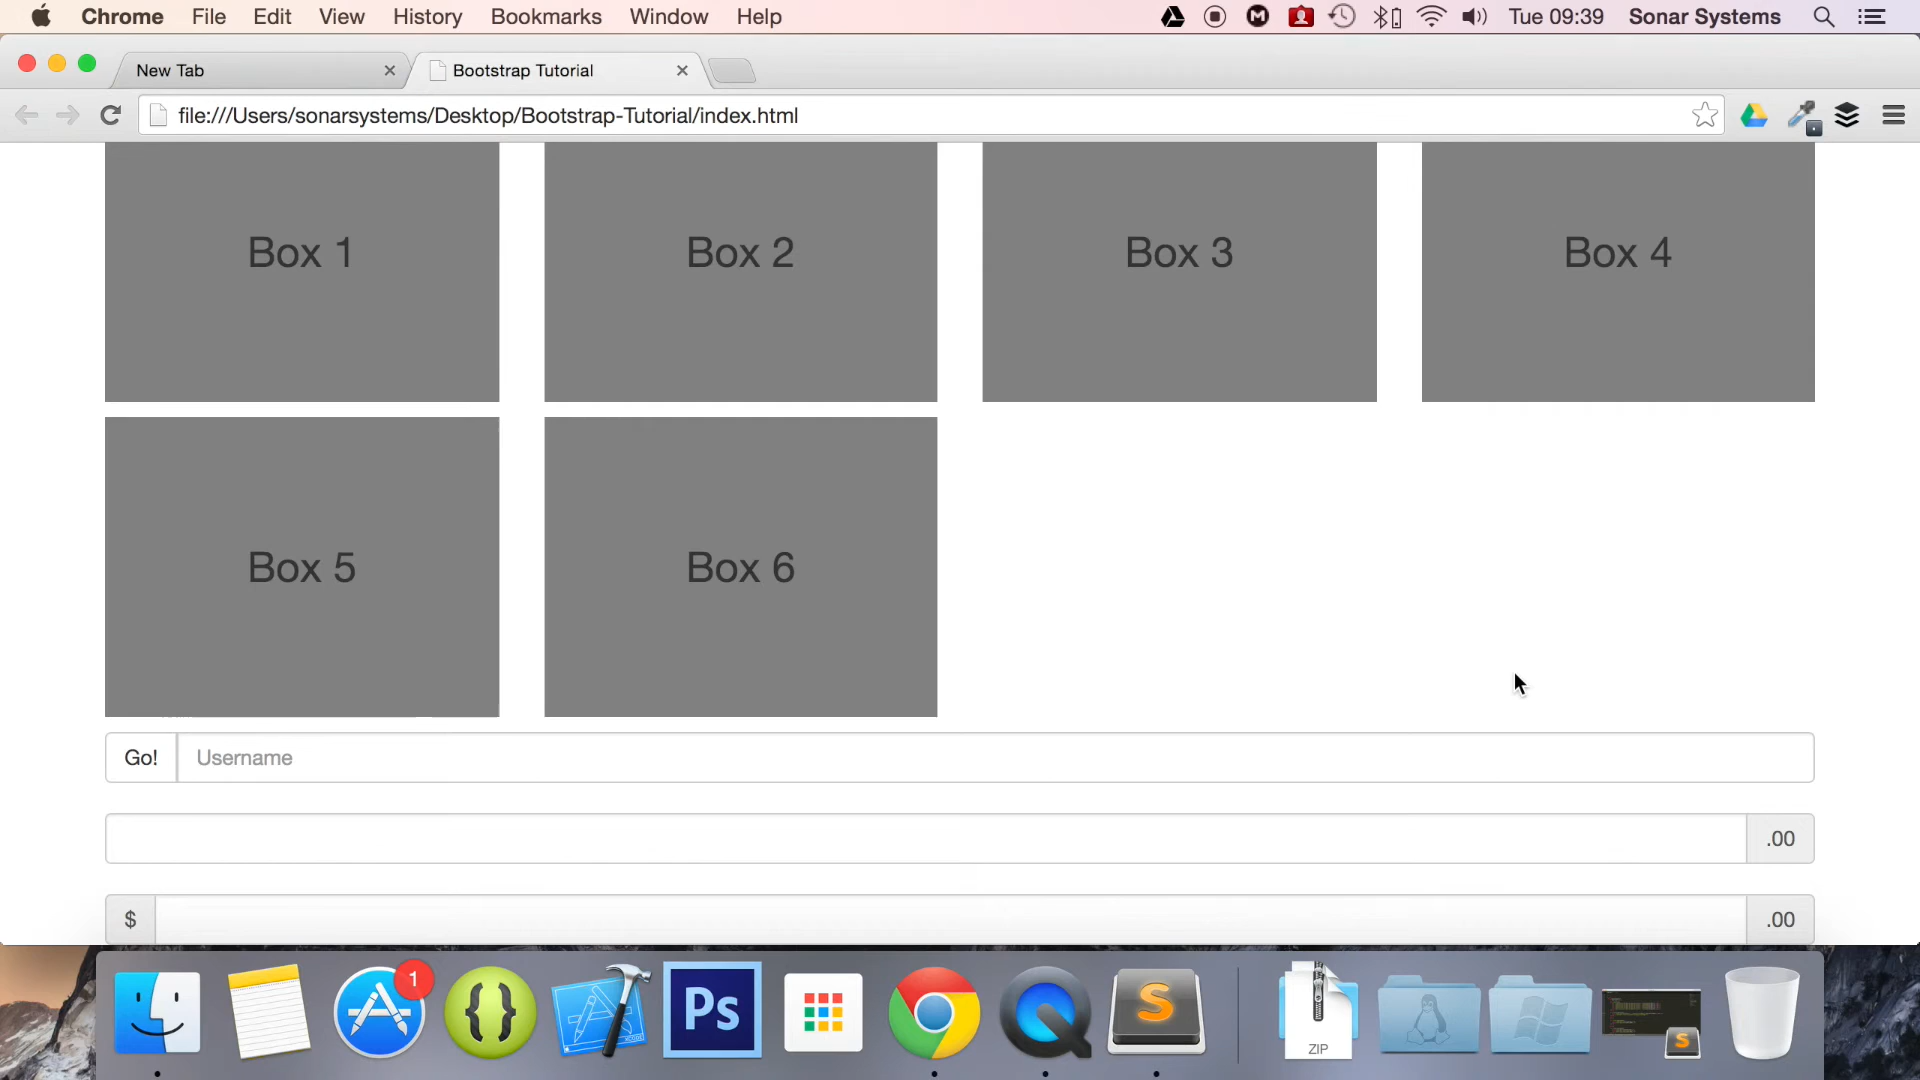 Chrome File Edit View History Bookmarks Window Help Tue 09:39 Sonar Systems
New Tab Bootstrap Tutorial
file:///Users/sonarsystems/Desktop/Bootstrap-Tutorial/index.html
Box 1 Box 2 Box 3 Box 4
Box 5 Box 6
Go! Username
.00
$ .00
1
Ps
S
ZIP
S